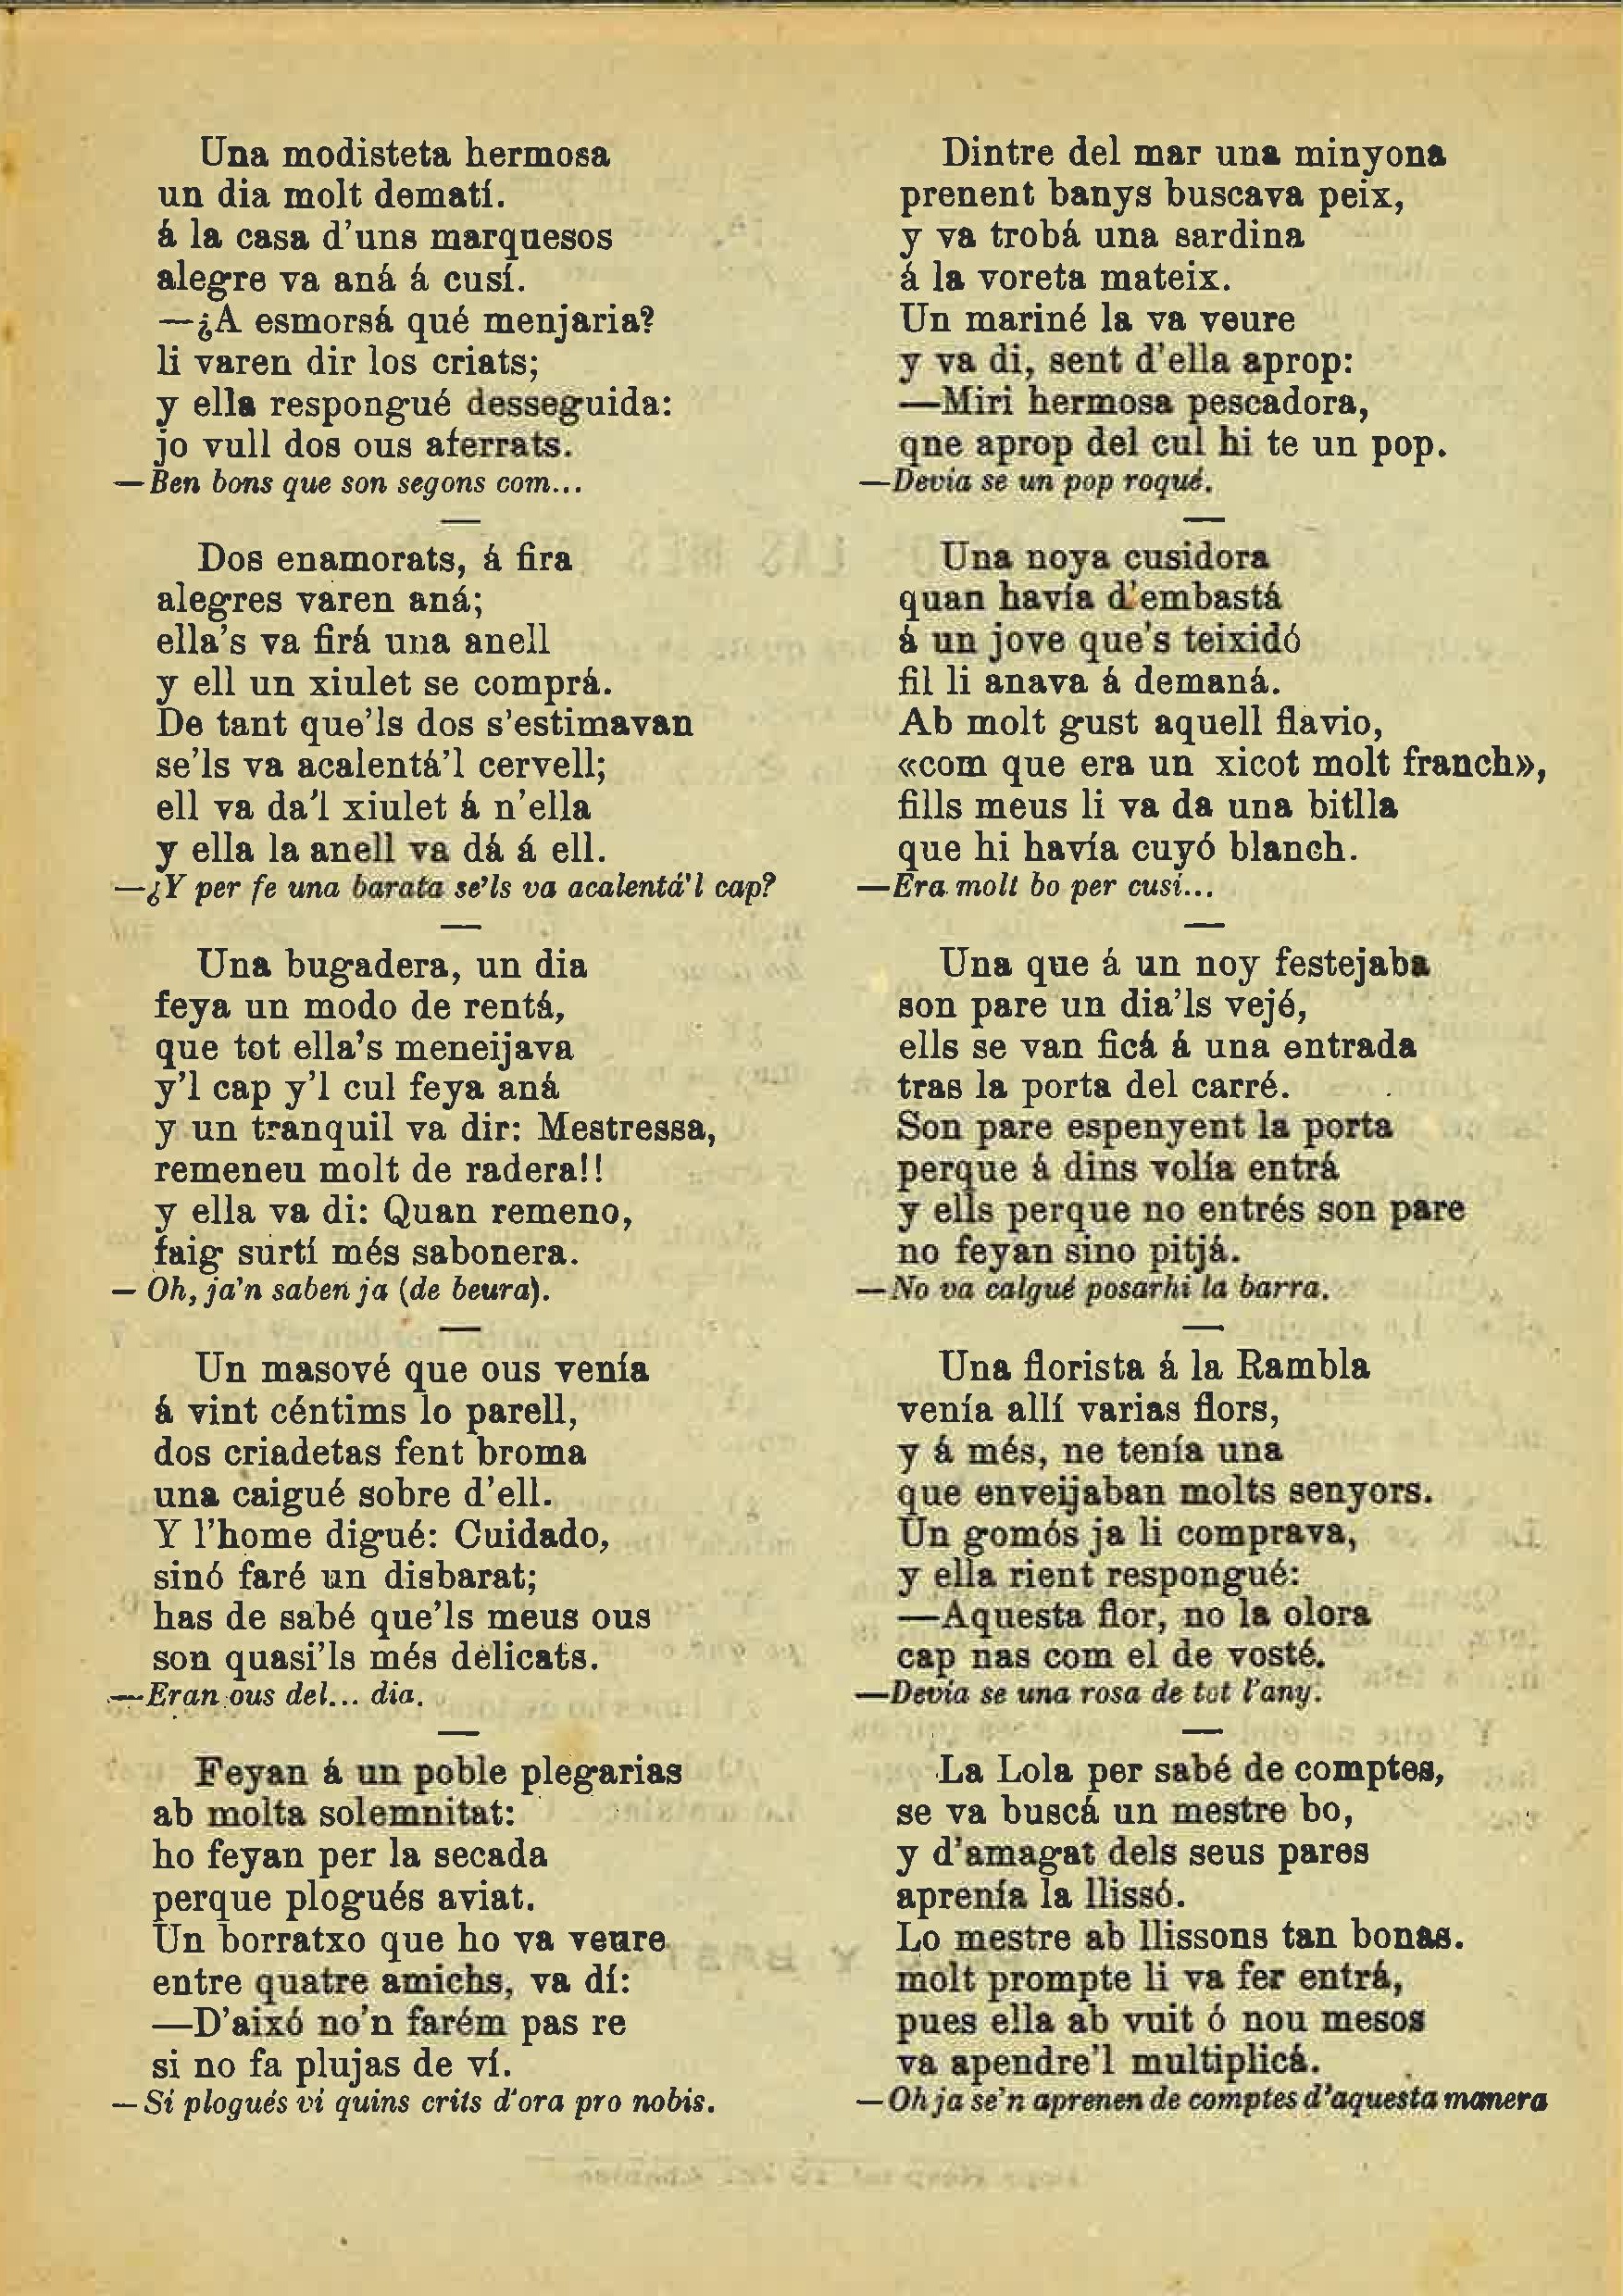 Una modisteta hermosa
un dia molt dematí.
á la casa d'uns marquesos
alegre va aná á cusí.
—¿A esmorsá qué menjaria?
li varen dir los criats;
y ella respongué desseguida:
jo vull dos ous aferrats.
—Ben bons que son segons com...
—
Dos enamorats, á fira
alegres varen aná;
ella's va firá una anell
y ell un xiulet se comprá.
De tant que'ls dos s'estimavan
se'ls va acalentá'l cervell;
ell va da'l xiulet á n'ella
y ella la anell va dá á ell.
—¿Y per fe una barata se'ls va acalentá'l cap?
—
Una bugadera, un dia
feya un modo de rentá,
que tot ella's meneijava
y'l cap y'l cul feya aná
y un tranquil va dir: Mestressa,
remeneu molt de radera!!
y ella va di: Quan remeno,
faig surtí més sabonera.
— Oh, ja'n saben ja (de beura).
—
Un masové que ous venía
á vint céntims lo parell,
dos criadetas fent broma
una caigué sobre d'ell.
Y l'home digué: Cuidado,
sinó faré un disbarat;
has de sabé que'ls meus ous
son quasi'ls més delicats.
—Eran ous del... dia.
—
Feyan á un poble plegarias
ab molta solemnitat:
ho feyan per la secada
perque plogués aviat.
Un borratxo que ho va veure
entre quatre amichs, va dí:
—D'aixó no'n farém pas re
si no fa plujas de ví.
—Si plogués vi quins crits d'ora pro nobis.
Dintre del mar una minyona
prenent banys buscava peix,
y va trobá una sardina
á la voreta mateix.
Un mariné la va veure
y va di, sent d'ella aprop:
—Miri hermosa pescadora,
qne aprop del cul hi te un pop.
—Devia se un pop roqué.
—
Una noya cusidora
quan havía d'embastá
á un jove que's teixidó
fil li anava á demaná.
Ab molt gust aquell flavio,
«com que era un xicot molt franch»,
fills meus li va da una bitlla
que hi havía cuyó blanch.
—Era molt bo per cusí...
—
Una que á un noy festejaba
son pare un dia'ls vejé,
ells se van ficá á una entrada
tras la porta del carré.
Son pare espenyent la porta
perque á dins volía entrá
y ells perque no entrés son pare
no feyan sino pitjá.
—No va calgué posarhi la barra.
—
Una florista á la Rambla
venía allí varias flors,
y á més, ne tenía una
que enveijaban molts senyors.
Un gomós ja li comprava,
y ella rient respongué:
—Aquesta flor, no la olora
cap nas com el de vosté.
—Devia se una rosa de tot l'any.
—
La Lola per sabé de comptes,
se va buscá un mestre bo,
y d'amagat dels seus pares
aprenía la llissó.
Lo mestre ab llissons tan bonas.
molt prompte li va fer entrá,
pues ella ab vuit ó nou mesos
va apendre'l multiplicá.
—Oh ja se'n aprenen de comptes d'aquesta manera